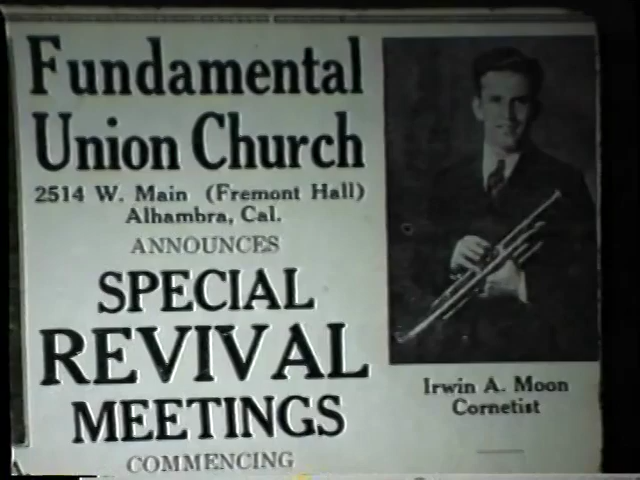 Fundamental
Union Church
2514 W. Main (Fremont Hall)
Alhambra, Cal.
ANNOUNCES
SPECIAL
REVIVAL
MEETINGS
COMMENCING
Irwin A. Moon
Cornetist